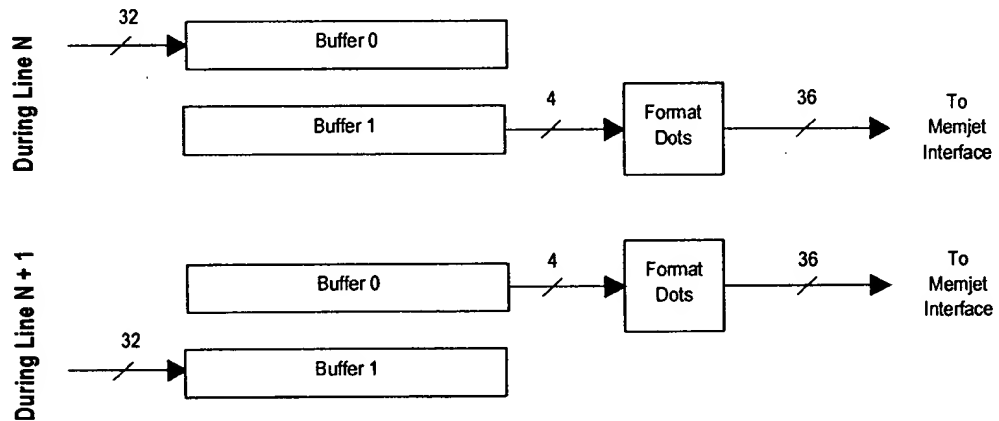 During Line N
32
Buffer 0
Buffer 1
4
Format
Dots
36
To
Memjet
Interface
During Line N + 1
Buffer 0
4
Format
Dots
36
To
Memjet
Interface
32
Buffer 1